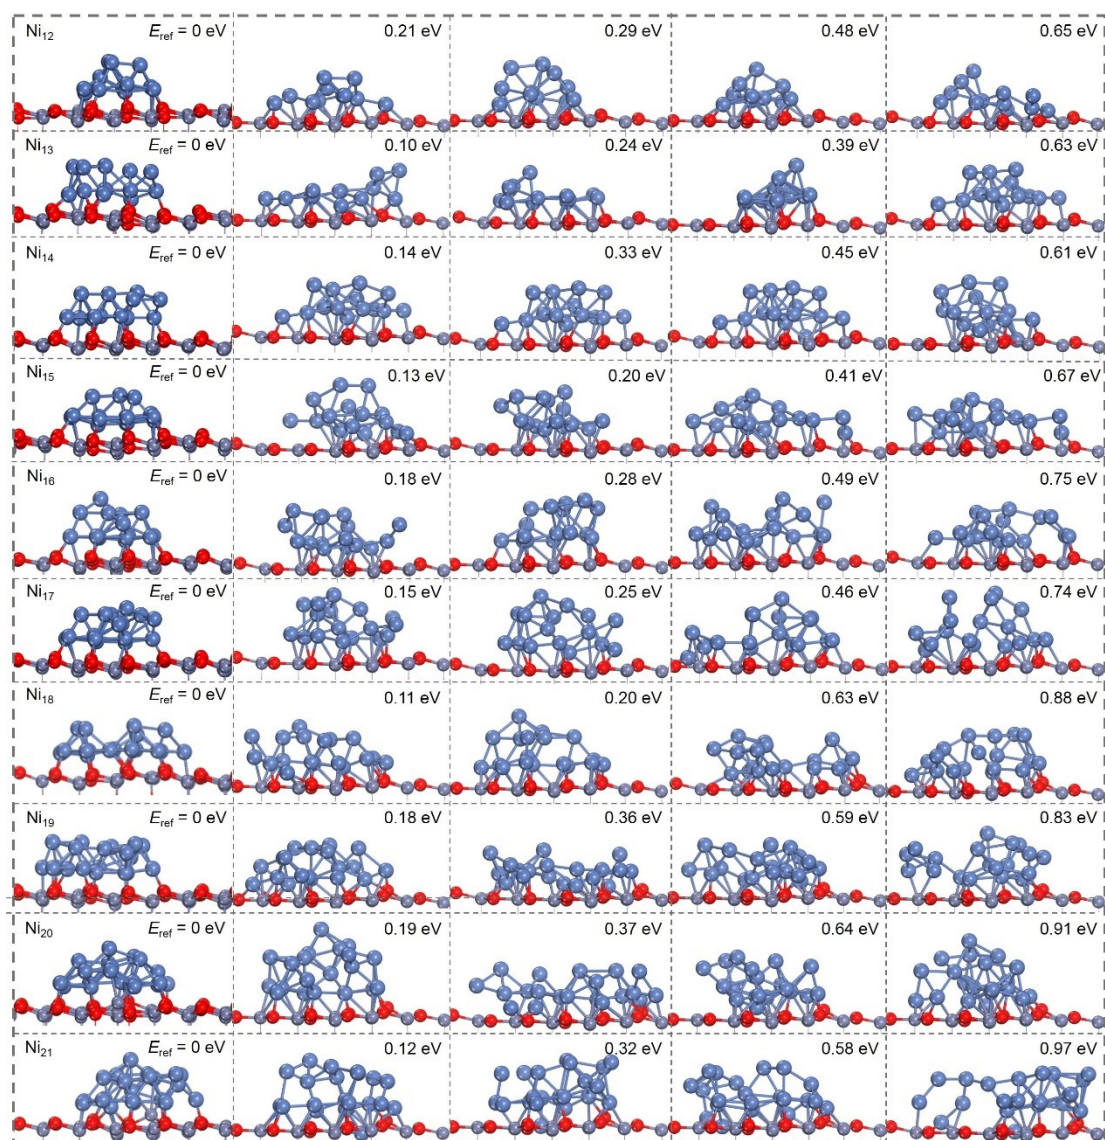 Ni12 Eref = 0 eV 0.21 eV 0.29 eV 0.48 eV 0.65 eV
Ni13 Eref = 0 eV 0.10 eV 0.24 eV 0.39 eV 0.63 eV
Ni14 Eref = 0 eV 0.14 eV 0.33 eV 0.45 eV 0.61 eV
Ni15 Eref = 0 eV 0.13 eV 0.20 eV 0.41 eV 0.67 eV
Ni16 Eref = 0 eV 0.18 eV 0.28 eV 0.49 eV 0.75 eV
Ni17 Eref = 0 eV 0.15 eV 0.25 eV 0.46 eV 0.74 eV
Ni18 Eref = 0 eV 0.11 eV 0.20 eV 0.63 eV 0.88 eV
Ni19 Eref = 0 eV 0.18 eV 0.36 eV 0.59 eV 0.83 eV
Ni20 Eref = 0 eV 0.19 eV 0.37 eV 0.64 eV 0.91 eV
Ni21 Eref = 0 eV 0.12 eV 0.32 eV 0.58 eV 0.97 eV